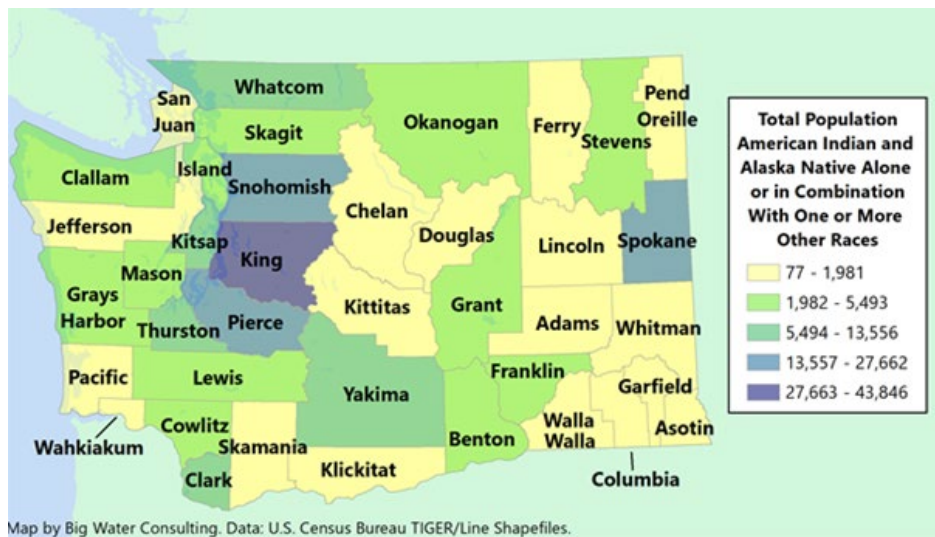 Whatcom
San
Juan
Skagit
Okanogan
Ferry
Stevens
Pend
Oreille
Island
Clallam
Snohomish
Chelan
Jefferson
Kitsap
King
Douglas
Lincoln
Spokane
Mason
Grays
Harbor
Thurston
Pierce
Kittitas
Grant
Adams
Whitman
Pacific
Lewis
Yakima
Franklin
Garfield
Wahkiakum
Cowlitz
Skamania
Benton
Walla
Walla
Asotin
Clark
Klickitat
Columbia
Total Population
American Indian and
Alaska Native Alone
or in Combination
With One or More
Other Races
77 - 1,981
1,982 - 5,493
5,494 - 13,556
13,557 - 27,662
27,663 - 43,846
Map by Big Water Consulting. Data: U.S. Census Bureau TIGER/Line Shapefiles.